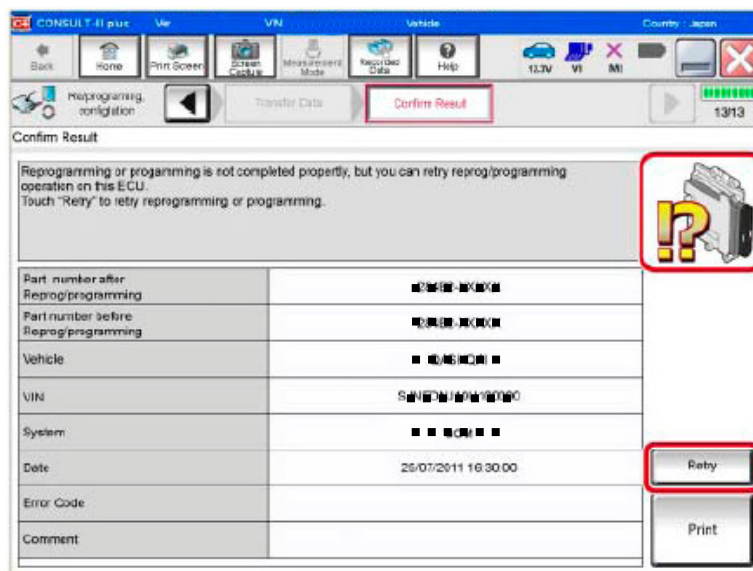 CONSULT-III plus Ver VIN Vehicle Country : Japan
Back Home Print Screen Screen Capture Measurement Mode Recorded Data Help 12.3V VI MI
Re/programming, configuration Transfer Data Confirm Result 13/13
Confirm Result
Reprogramming or progamming is not completed propertly, but you can retry reprog/programming
operation on this ECU.
Touch "Retry" to retry reprogramming or programming.
Part number after
Reprog/programming
Part number before
Reprog/programming
Vehicle
VIN
System
Date 26/07/2011 16:30:00
Retry
Error Code
Print
Comment